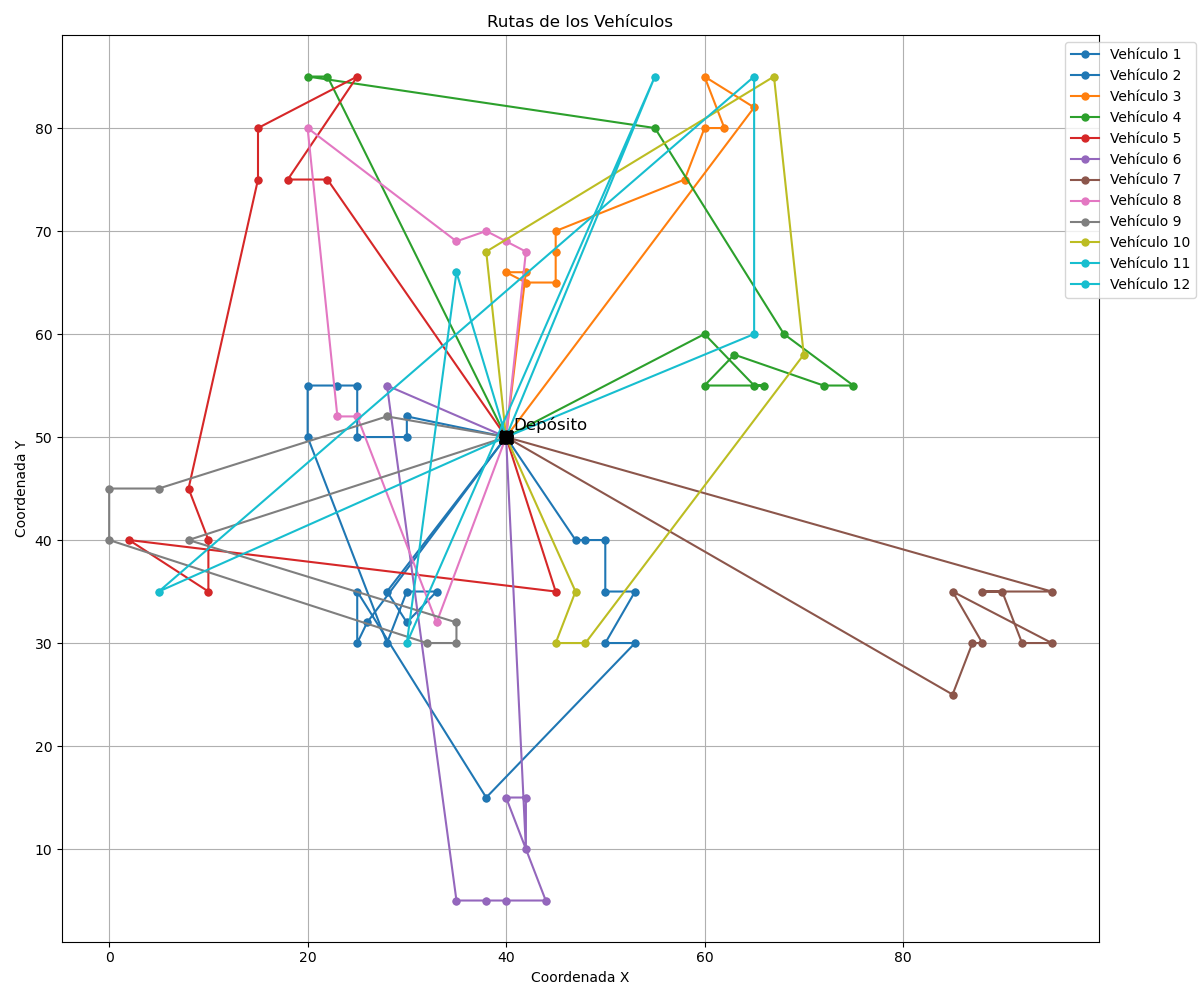 Rutas de los Vehículos
Vehículo 1
Vehículo 2
Vehículo 3
Vehículo 4
Vehículo 5
Vehículo 6
Vehículo 7
Vehículo 8
Vehículo 9
Vehículo 10
Vehículo 11
Vehículo 12
80
70
60
50
40
30
20
10
Coordenada Y
Depósito
0 20 40 60 80
Coordenada X